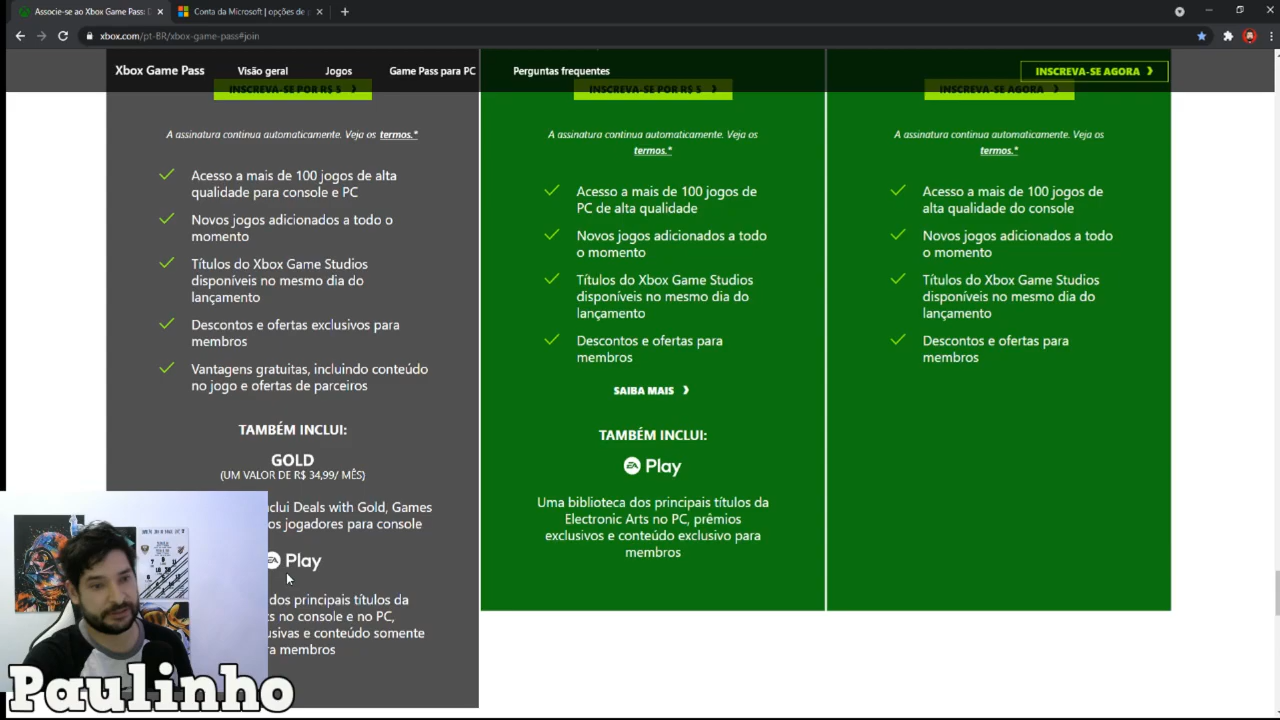 Associe-se ao Xbox Game Pass:
Conta da Microsoft | opções de
xbox.com/pt-BR/xbox-game-pass#join
Xbox Game Pass
Visão geral
Jogos
Game Pass para PC
Perguntas frequentes
INSCREVA-SE AGORA
INSCREVA-SE POR R$ 5
INSCREVA-SE POR R$ 5
INSCREVA-SE AGORA
A assinatura continua automaticamente. Veja os termos.*
Acesso a mais de 100 jogos de alta
qualidade para console e PC
Novos jogos adicionados a todo o
momento
Títulos do Xbox Game Studios
disponíveis no mesmo dia do
lançamento
Descontos e ofertas exclusivos para
membros
Vantagens gratuitas, incluindo conteúdo
no jogo e ofertas de parceiros
TAMBÉM INCLUI:
GOLD
(UM VALOR DE R$ 34,99/ MÊS)
clui Deals with Gold, Games
os jogadores para console
EA Play
dos principais títulos da
ts no console e no PC,
usivas e conteúdo somente
ra membros
A assinatura continua automaticamente. Veja os
termos.*
Acesso a mais de 100 jogos de
PC de alta qualidade
Novos jogos adicionados a todo
o momento
Títulos do Xbox Game Studios
disponíveis no mesmo dia do
lançamento
Descontos e ofertas para
membros
SAIBA MAIS
TAMBÉM INCLUI:
EA Play
Uma biblioteca dos principais títulos da
Electronic Arts no PC, prêmios
exclusivos e conteúdo exclusivo para
membros
A assinatura continua automaticamente. Veja os
termos.*
Acesso a mais de 100 jogos de
alta qualidade do console
Novos jogos adicionados a todo
o momento
Títulos do Xbox Game Studios
disponíveis no mesmo dia do
lançamento
Descontos e ofertas para
membros
Paulinho